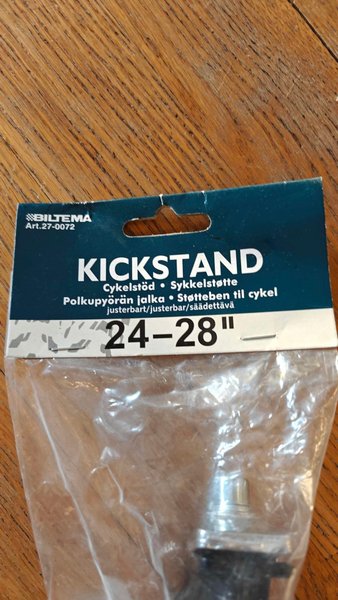 BILTEMA
Art.27-0072
KICKSTAND
Cykelstöd • Sykkelstøtte
Polkupyörän jalka • Støtteben til cykel
justerbart/justerbar/säädettävä
24–28"